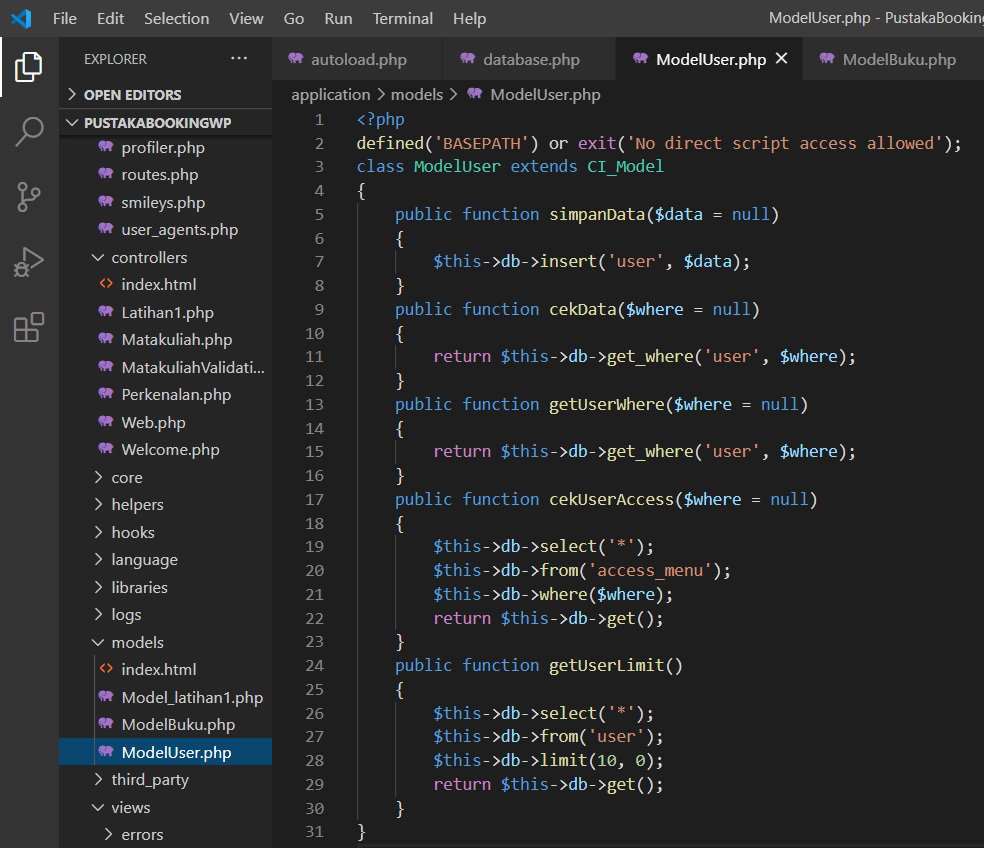 File Edit Selection View Go Run Terminal Help ModelUser.php - PustakaBooking
EXPLORER ···
OPEN EDITORS
PUSTAKABOOKINGWP
profiler.php
routes.php
smileys.php
user_agents.php
controllers
index.html
Latihan1.php
Matakuliah.php
MatakuliahValidati...
Perkenalan.php
Web.php
Welcome.php
core
helpers
hooks
language
libraries
logs
models
index.html
Model_latihan1.php
ModelBuku.php
ModelUser.php
third_party
views
errors
autoload.php database.php ModelUser.php ModelBuku.php
application > models > ModelUser.php
1 <?php
2 defined('BASEPATH') or exit('No direct script access allowed');
3 class ModelUser extends CI_Model
4 {
5 public function simpanData($data = null)
6 {
7 $this->db->insert('user', $data);
8 }
9 public function cekData($where = null)
10 {
11 return $this->db->get_where('user', $where);
12 }
13 public function getUserWhere($where = null)
14 {
15 return $this->db->get_where('user', $where);
16 }
17 public function cekUserAccess($where = null)
18 {
19 $this->db->select('*');
20 $this->db->from('access_menu');
21 $this->db->where($where);
22 return $this->db->get();
23 }
24 public function getUserLimit()
25 {
26 $this->db->select('*');
27 $this->db->from('user');
28 $this->db->limit(10, 0);
29 return $this->db->get();
30 }
31 }